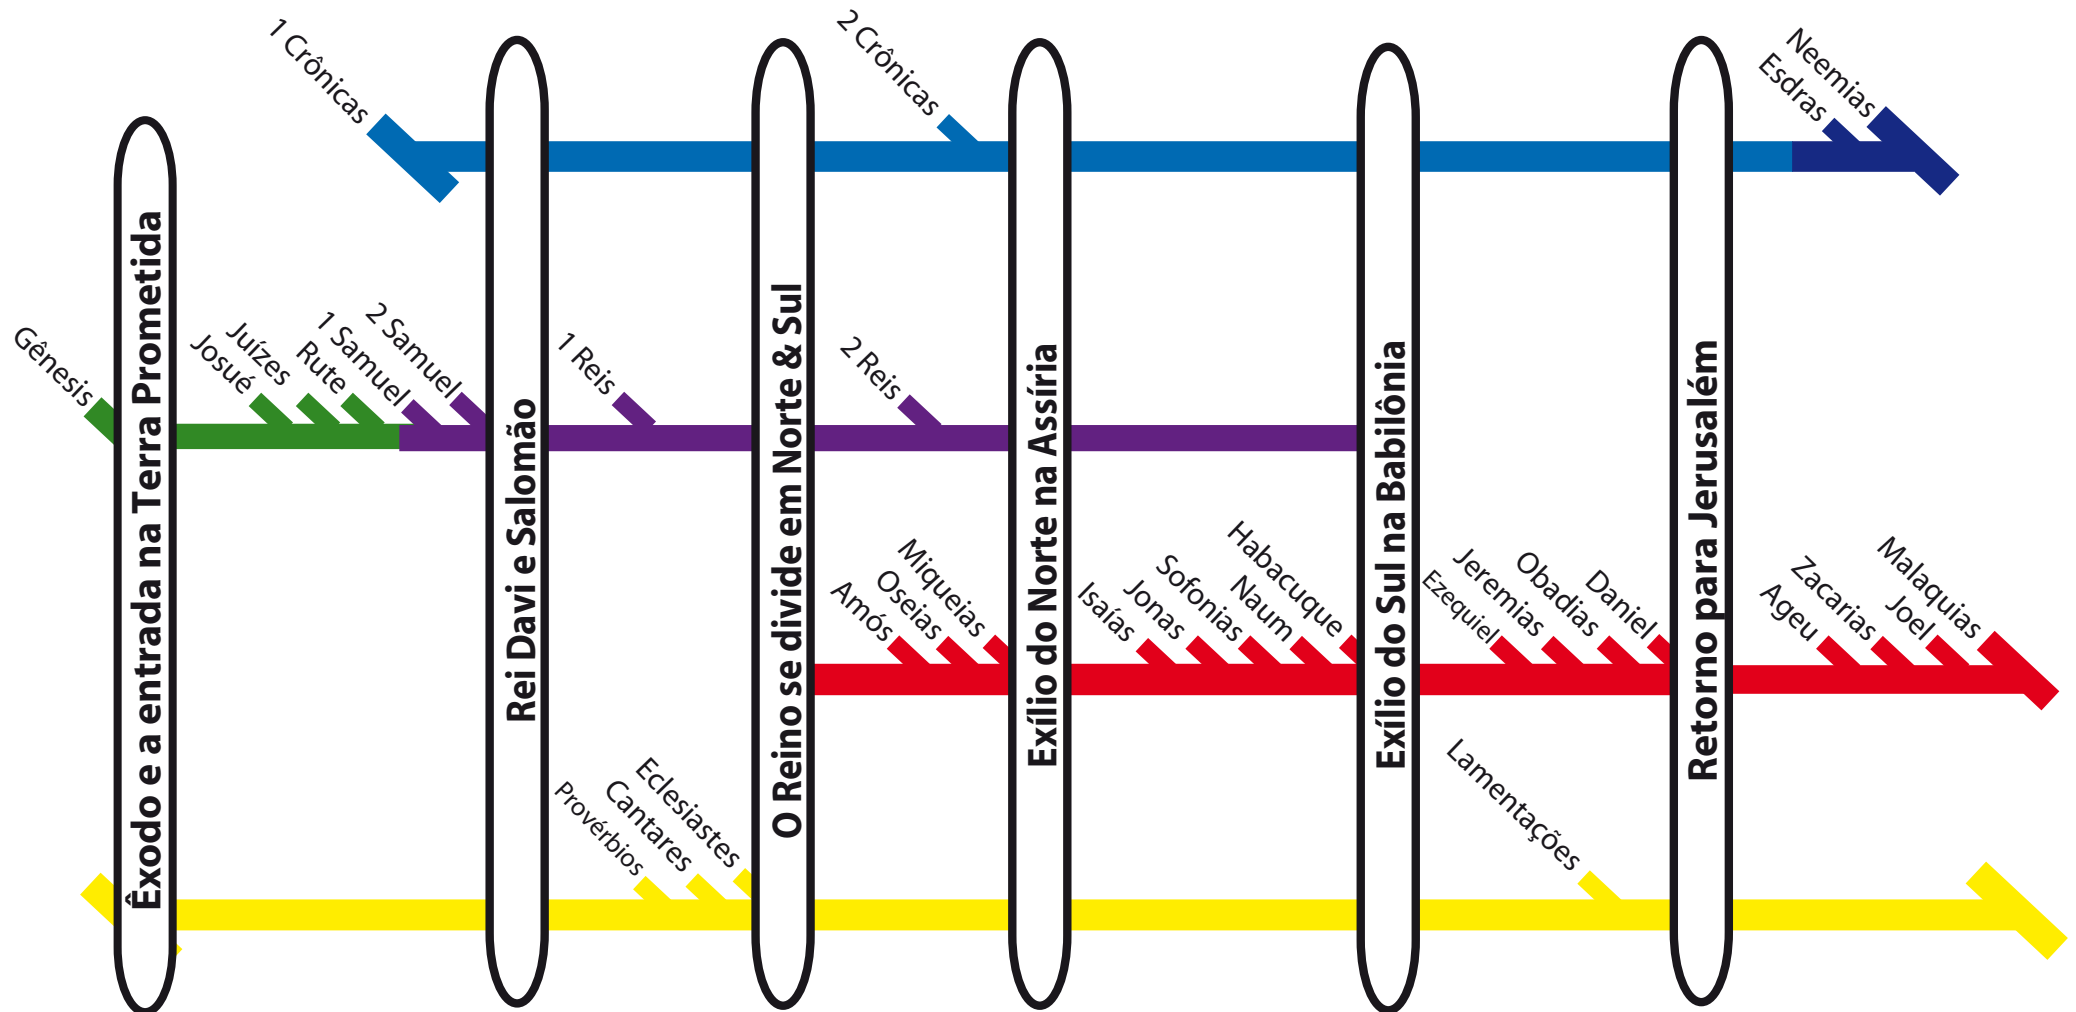 1 Crônicas
2 Crônicas
Esdras
Neemias
Gênesis
Josué
Juízes
Rute
1 Samuel
2 Samuel
1 Reis
2 Reis
Amós
Oseias
Miqueias
Isaías
Jonas
Sofonias
Naum
Habacuque
Ezequiel
Jeremias
Obadias
Daniel
Ageu
Zacarias
Joel
Malaquias
Provérbios
Cantares
Eclesiastes
Lamentações
Êxodo e a entrada na Terra Prometida
Rei Davi e Salomão
O Reino se divide em Norte & Sul
Exílio do Norte na Assíria
Exílio do Sul na Babilônia
Retorno para Jerusalém